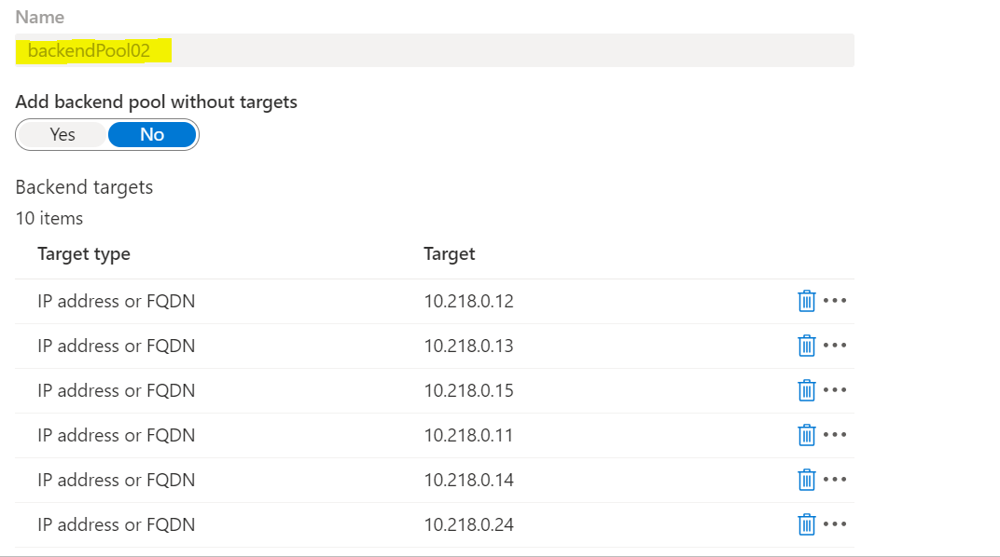 Name
backendPool02
Add backend pool without targets
Yes No
Backend targets
10 items
Target type Target
IP address or FQDN 10.218.0.12
IP address or FQDN 10.218.0.13
IP address or FQDN 10.218.0.15
IP address or FQDN 10.218.0.11
IP address or FQDN 10.218.0.14
IP address or FQDN 10.218.0.24